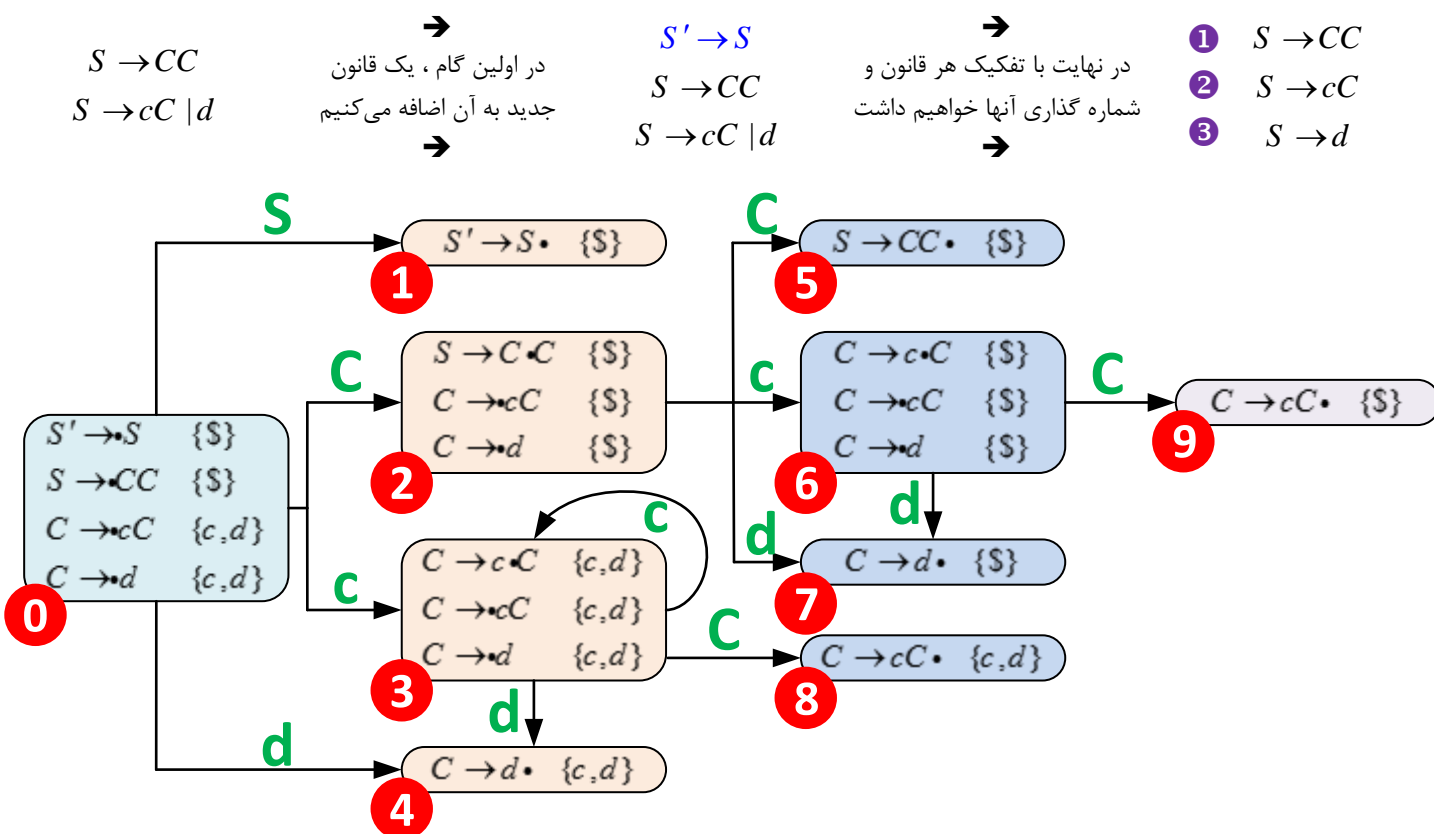 S → CC
S → cC | d
➔
در اولین گام ، یک قانون
جدید به آن اضافه می‌کنیم
➔
S' → S
S → CC
S → cC | d
➔
در نهایت با تفکیک هر قانون و
شماره گذاری آنها خواهیم داشت
➔
❶ S → CC
❷ S → cC
❸ S → d
S
S' → S• {$}
1
C
S → CC• {$}
5
C
S → C•C {$}
C → •cC {$}
C → •d {$}
2
c
C → c•C {$}
C → •cC {$}
C → •d {$}
6
C
C → cC• {$}
9
S' → •S {$}
S → •CC {$}
C → •cC {c,d}
C → •d {c,d}
0
c
C → c•C {c,d}
C → •cC {c,d}
C → •d {c,d}
3
c
d
d
C → d• {$}
7
C
C → cC• {c,d}
8
d
d
C → d• {c,d}
4